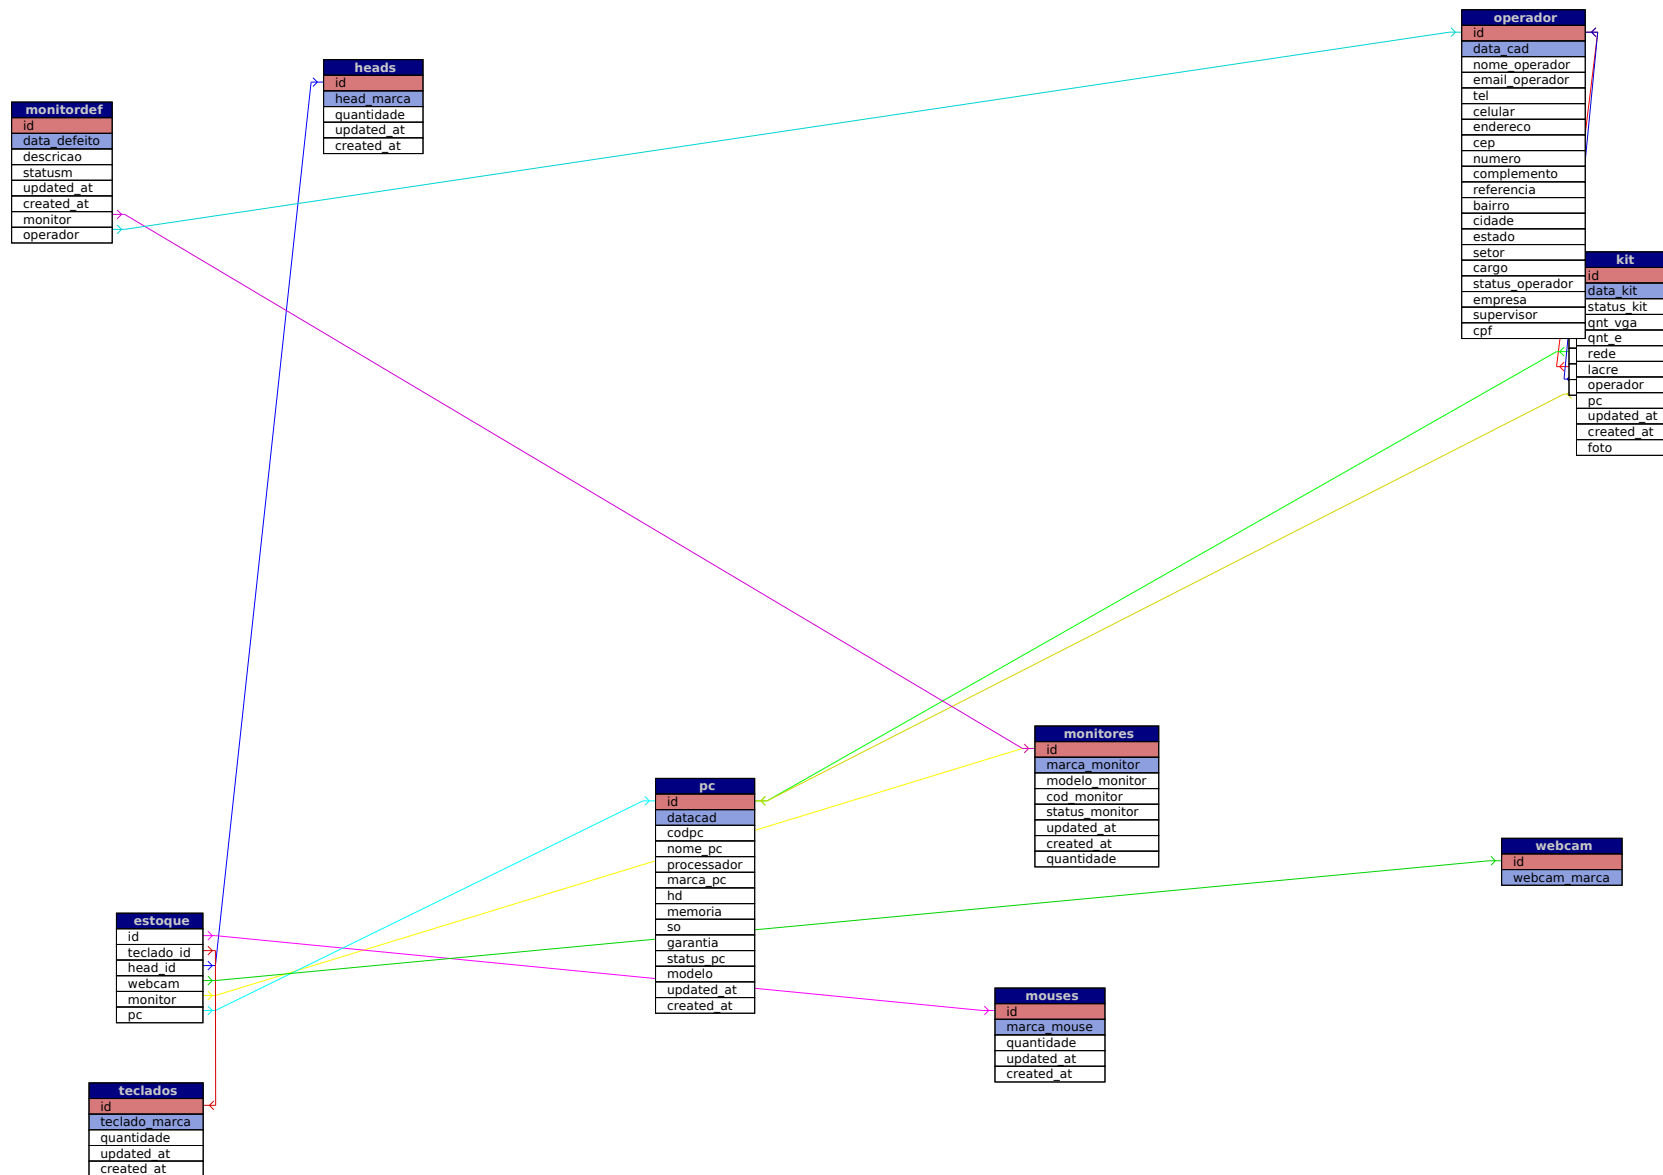 operador
id
data_cad
nome_operador
email_operador
tel
celular
endereco
cep
numero
complemento
referencia
bairro
cidade
estado
setor
cargo
status_operador
empresa
supervisor
cpf
heads
id
head_marca
quantidade
updated_at
created_at
monitordef
id
data_defeito
descricao
statusm
updated_at
created_at
monitor
operador
kit
id
data_kit
status_kit
qnt_vga
qnt_e
rede
lacre
operador
pc
updated_at
created_at
foto
monitores
id
marca_monitor
modelo_monitor
cod_monitor
status_monitor
updated_at
created_at
quantidade
pc
id
datacad
codpc
nome_pc
processador
marca_pc
hd
memoria
so
garantia
status_pc
modelo
updated_at
created_at
webcam
id
webcam_marca
estoque
id
teclado_id
head_id
webcam
monitor
pc
mouses
id
marca_mouse
quantidade
updated_at
created_at
teclados
id
teclado_marca
quantidade
updated_at
created_at